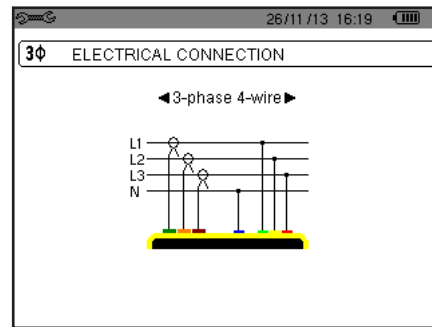 26/11/13 16:19
3Φ ELECTRICAL CONNECTION
◄3-phase 4-wire►
L1
L2
L3
N